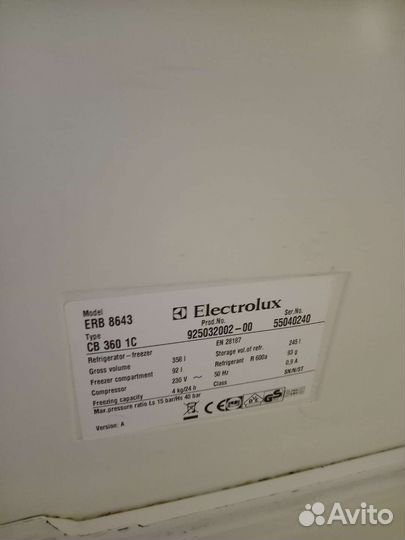 Model
ERB 8643
Type
CB 360 1C
Electrolux
Prod.No.
925032002-00
Ser.No.
55040240
Refrigerator - freezer
EN 28187
Gross volume 358 l Storage vol.of refr. 245 l
Freezer compartment 92 l Refrigerant R 600a 93 g
Compressor 230 V ~ 50 Hz 0,9 A
Freezing capacity 4 kg/24 h Class SN/N/ST
Max.pressure ratio Ls 15 bar/Hs 40 bar
Version: A
CE
GS
Avito